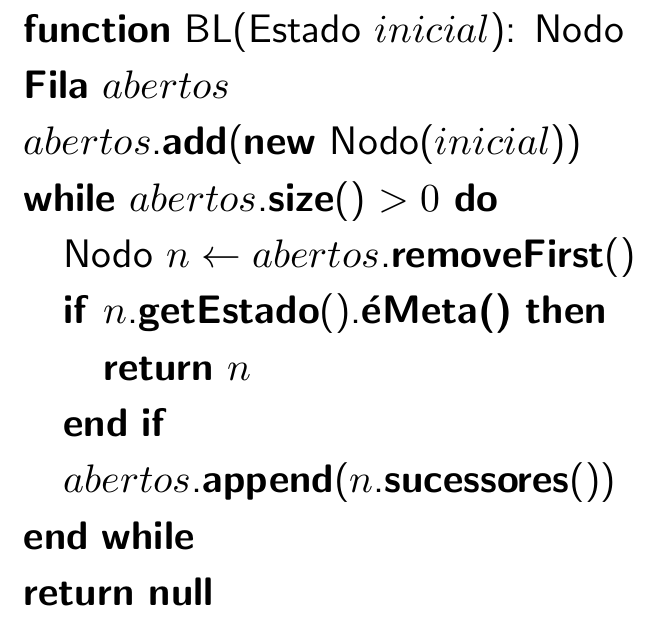 function BL(Estado inicial): Nodo
Fila abertos
abertos.add(new Nodo(inicial))
while abertos.size() > 0 do
Nodo n ← abertos.removeFirst()
if n.getEstado().éMeta() then
return n
end if
abertos.append(n.sucessores())
end while
return null